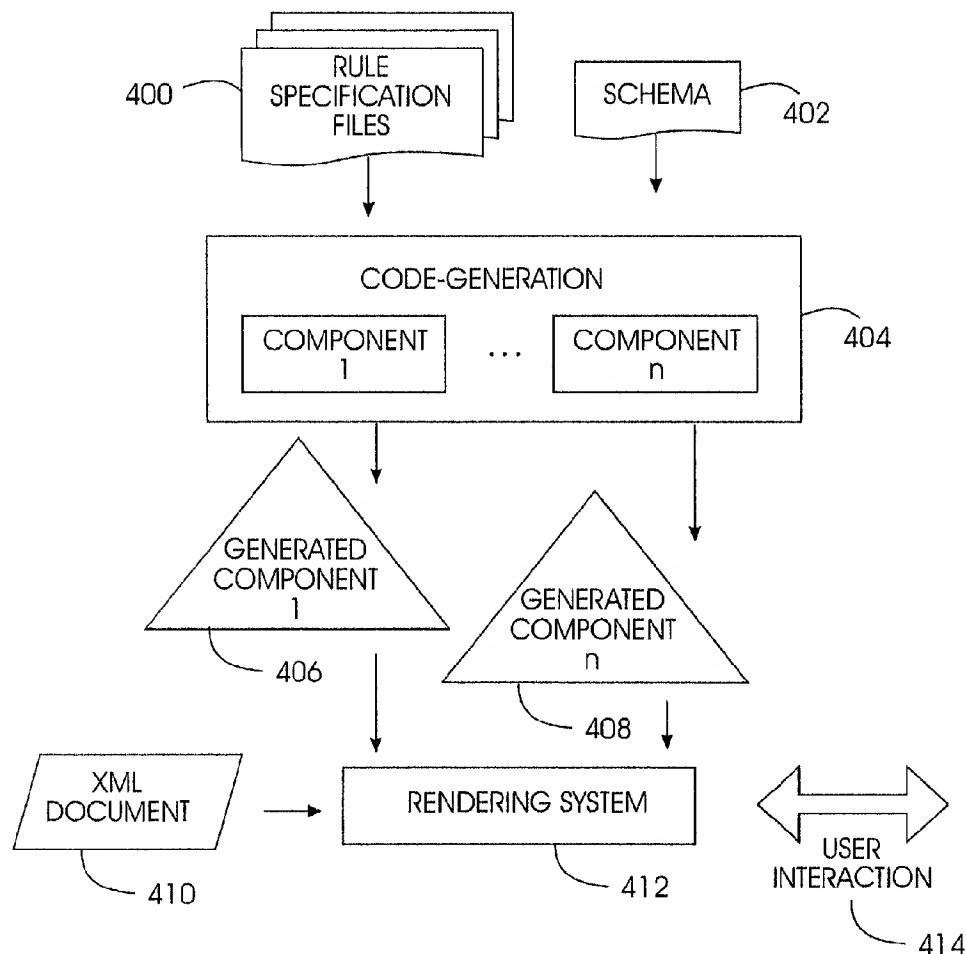 400
RULE
SPECIFICATION
FILES
SCHEMA
402
CODE-GENERATION
COMPONENT
1
...
COMPONENT
n
404
GENERATED
COMPONENT
1
406
GENERATED
COMPONENT
n
408
XML
DOCUMENT
410
RENDERING SYSTEM
412
USER
INTERACTION
414